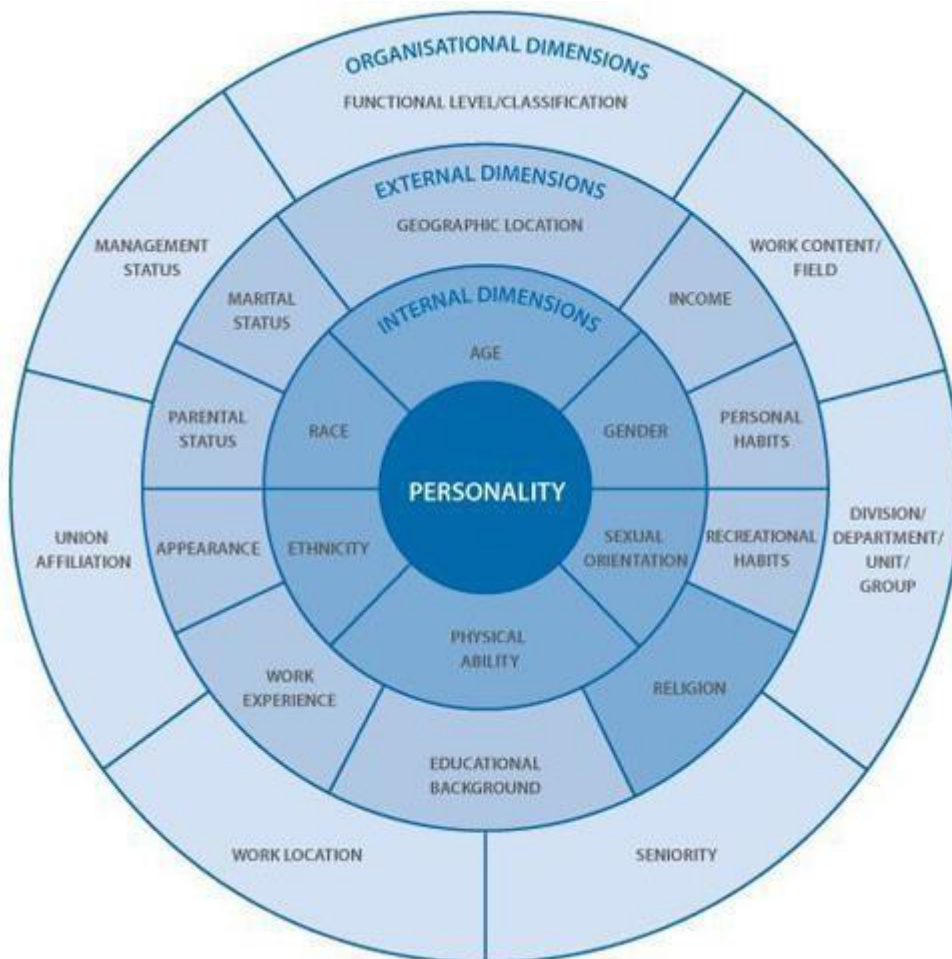 ORGANISATIONAL DIMENSIONS
FUNCTIONAL LEVEL/CLASSIFICATION
EXTERNAL DIMENSIONS
GEOGRAPHIC LOCATION
MANAGEMENT
STATUS
WORK CONTENT/
FIELD
MARITAL
STATUS
INCOME
INTERNAL DIMENSIONS
AGE
PARENTAL
STATUS
RACE
GENDER
PERSONAL
HABITS
PERSONALITY
UNION
AFFILIATION
APPEARANCE
ETHNICITY
SEXUAL
ORIENTATION
RECREATIONAL
HABITS
DIVISION/
DEPARTMENT/
UNIT/
GROUP
PHYSICAL
ABILITY
WORK
EXPERIENCE
RELIGION
EDUCATIONAL
BACKGROUND
WORK LOCATION
SENIORITY